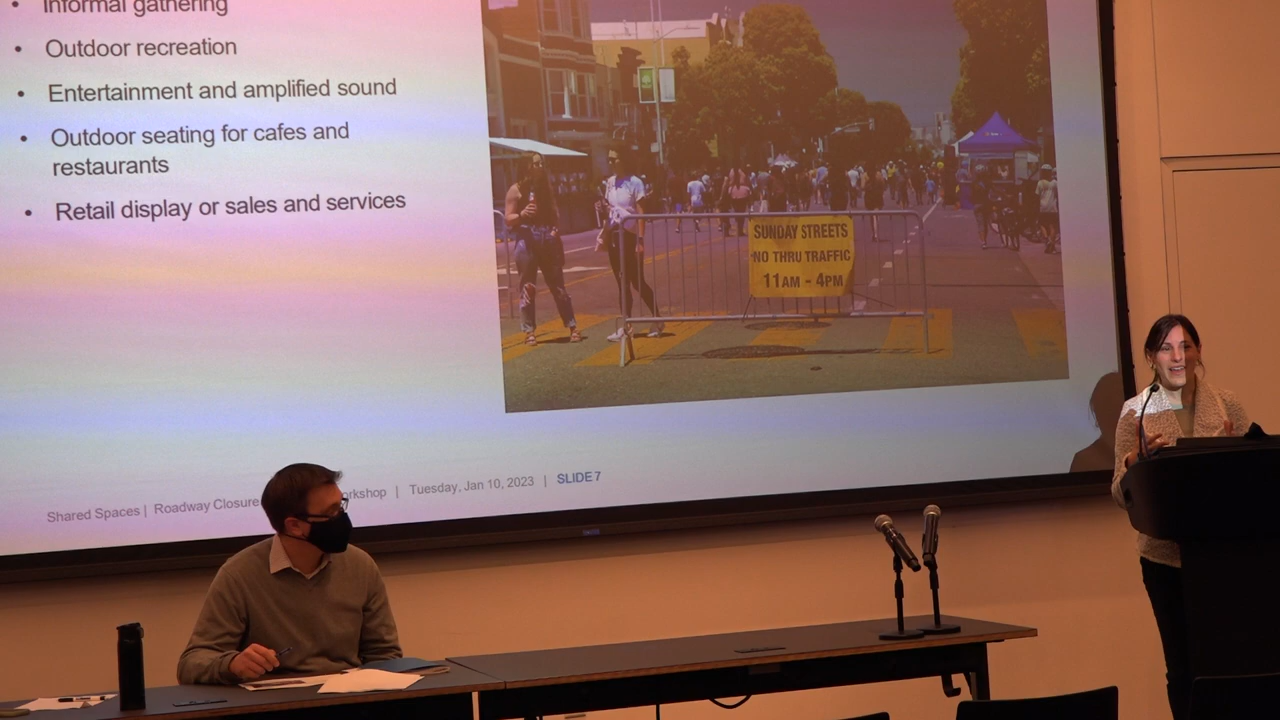 Informal gathering
• Outdoor recreation
• Entertainment and amplified sound
• Outdoor seating for cafes and
restaurants
• Retail display or sales and services
SUNDAY STREETS
NO THRU TRAFFIC
11AM - 4PM
Shared Spaces | Roadway Closure orkshop | Tuesday, Jan 10, 2023 | SLIDE 7